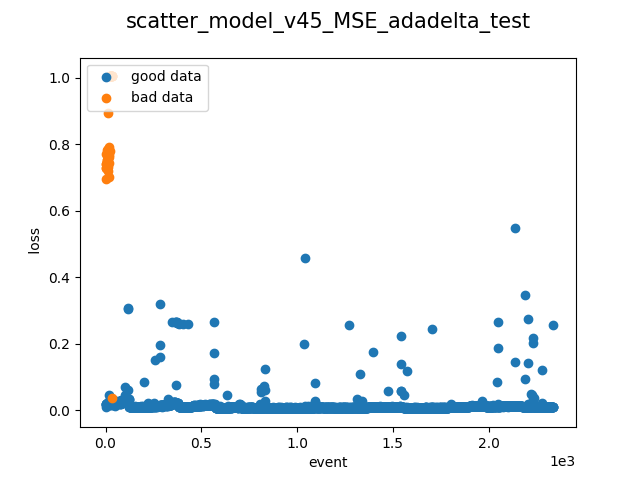 scatter_model_v45_MSE_adadelta_test
1.0
0.8
0.6
0.4
0.2
0.0
loss
good data
bad data
0.0 0.5 1.0 1.5 2.0
1e3
event